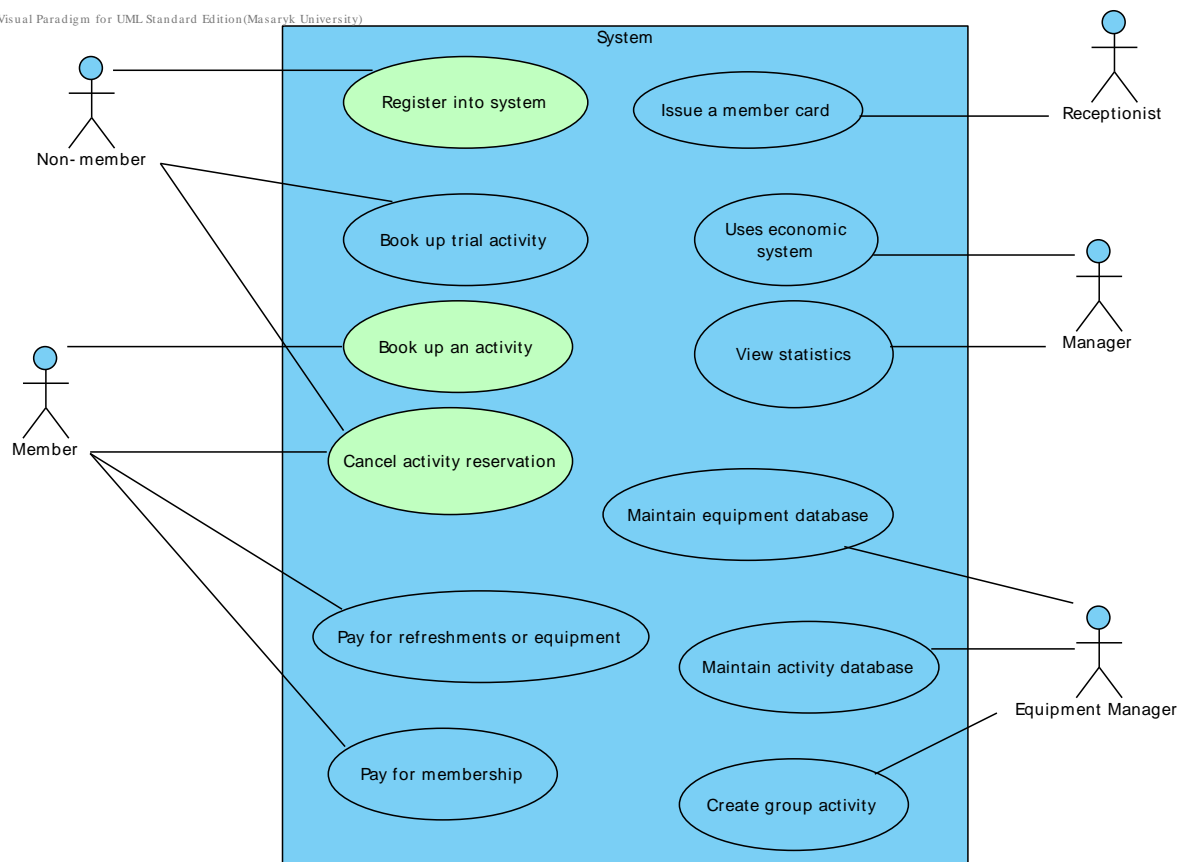 Visual Paradigm for UML Standard Edition(Masaryk University)
System
Register into system
Issue a member card
Receptionist
Non-member
Book up trial activity
Uses economic
system
Book up an activity
View statistics
Manager
Member
Cancel activity reservation
Maintain equipment database
Pay for refreshments or equipment
Maintain activity database
Equipment Manager
Pay for membership
Create group activity